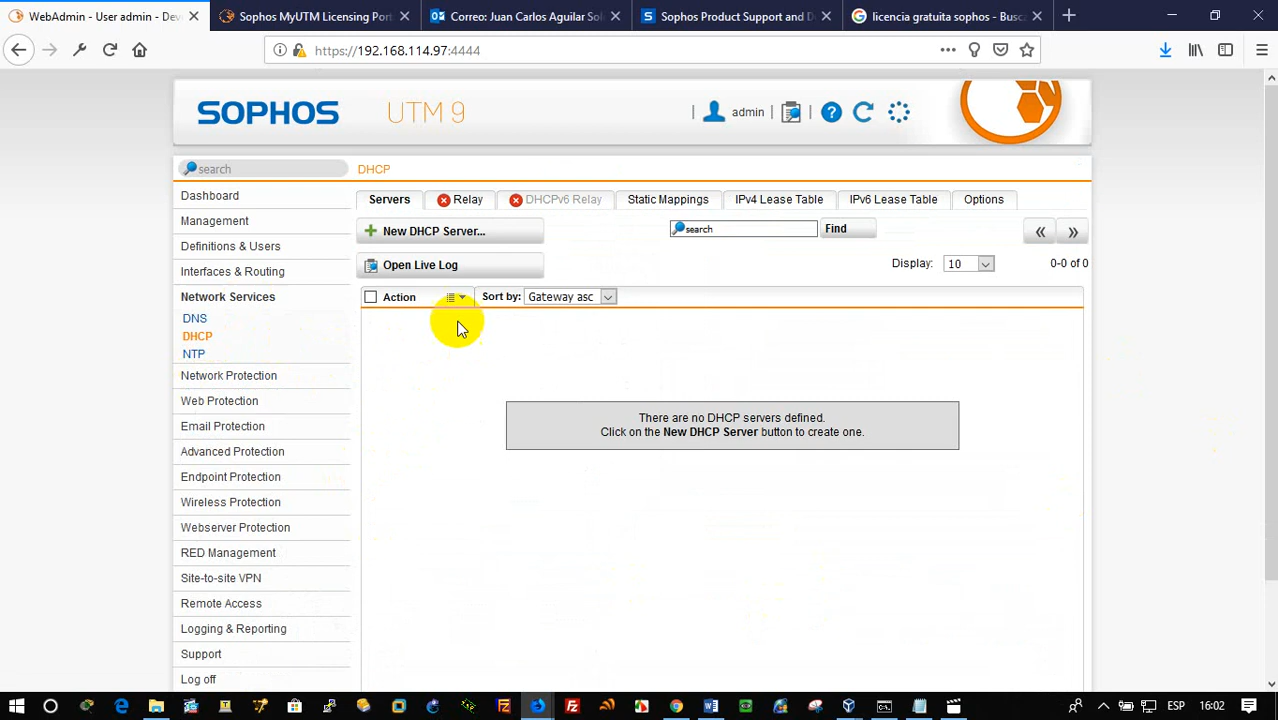 WebAdmin - User admin - Dev
Sophos MyUTM Licensing Port
Correo: Juan Carlos Aguilar So
Sophos Product Support and D
licencia gratuita sophos - Busc
https://192.168.114.97:4444
SOPHOS UTM 9
admin
search
DHCP
Dashboard
Management
Definitions & Users
Interfaces & Routing
Network Services
DNS
DHCP
NTP
Network Protection
Web Protection
Email Protection
Advanced Protection
Endpoint Protection
Wireless Protection
Webserver Protection
RED Management
Site-to-site VPN
Remote Access
Logging & Reporting
Support
Log off
Servers
Relay
DHCPv6 Relay
Static Mappings
IPv4 Lease Table
IPv6 Lease Table
Options
New DHCP Server...
search
Find
Open Live Log
Display: 10
0-0 of 0
Action
Sort by: Gateway asc
There are no DHCP servers defined.
Click on the New DHCP Server button to create one.
ESP
16:02